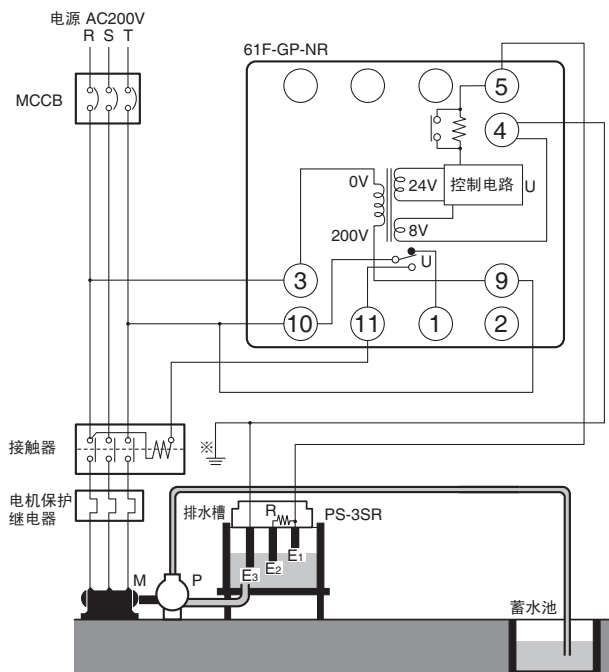 电源 AC200V
R S T
MCCB
61F-GP-NR
5
4
0V
24V
控制电路
U
200V
8V
U
3
9
10
11
1
2
接触器
※
电机保护
继电器
排水槽
R
PS-3SR
E1
E2
E3
M
P
蓄水池